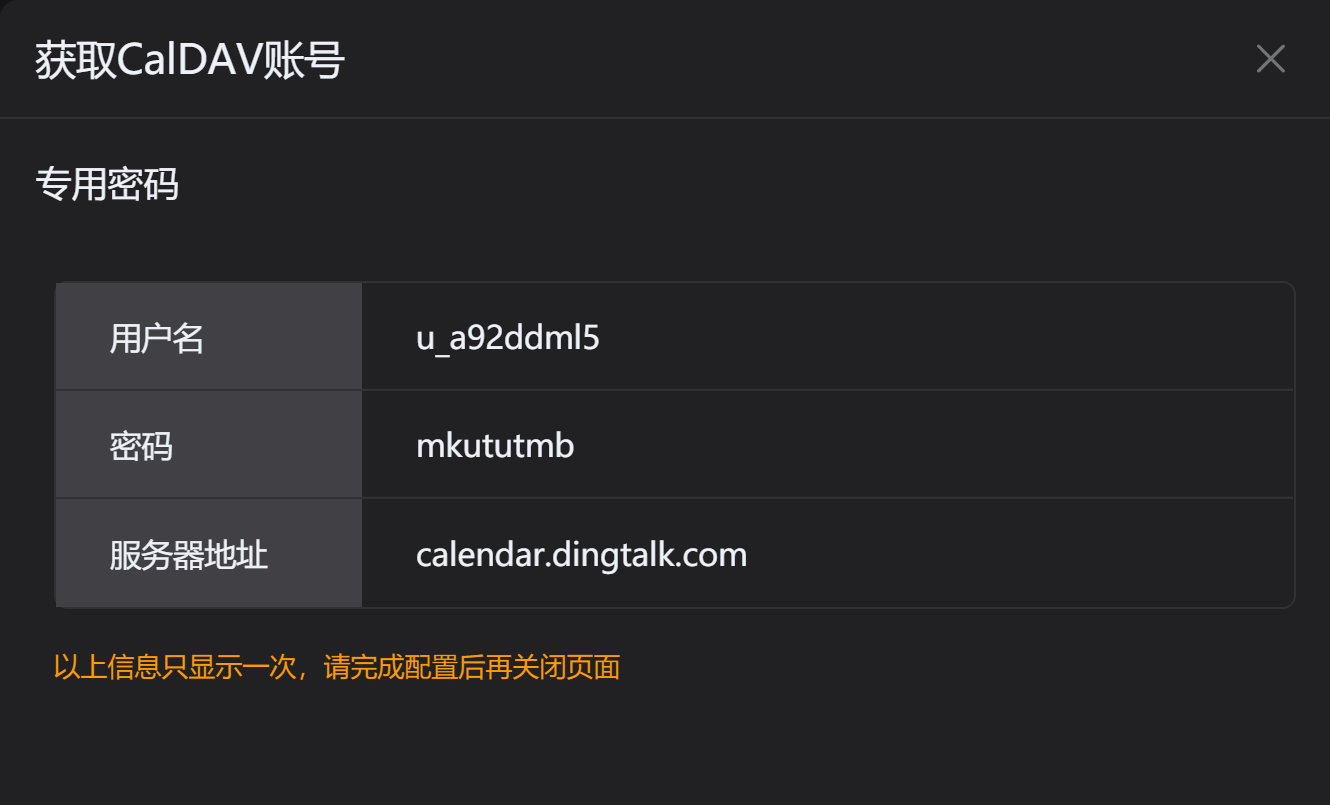 获取CalDAV账号
专用密码
用户名 u_a92ddml5
密码 mkututmb
服务器地址 calendar.dingtalk.com
以上信息只显示一次，请完成配置后再关闭页面